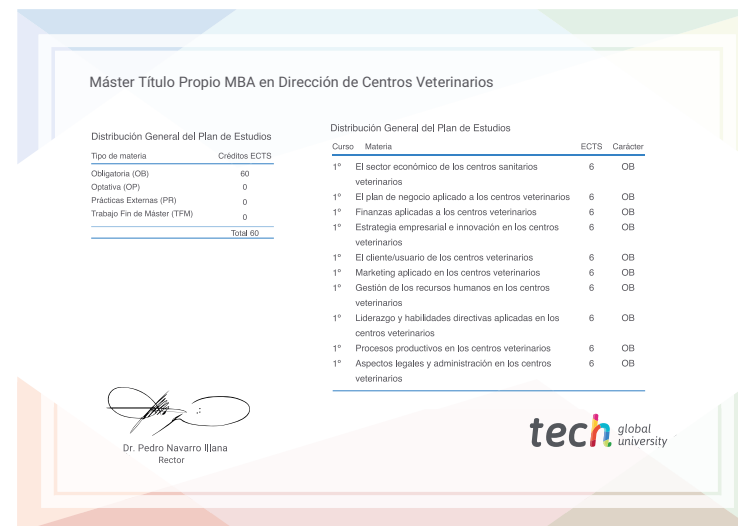 Máster Título Propio MBA en Dirección de Centros Veterinarios
Distribución General del Plan de Estudios
Tipo de materia Créditos ECTS
Obligatoria (OB) 60
Optativa (OP) 0
Prácticas Externas (PR) 0
Trabajo Fin de Máster (TFM) 0
Total 60
Distribución General del Plan de Estudios
Curso Materia ECTS Carácter
1º El sector económico de los centros sanitarios 6 OB
veterinarios
1º El plan de negocio aplicado a los centros veterinarios 6 OB
1º Finanzas aplicadas a los centros veterinarios 6 OB
1º Estrategia empresarial e innovación en los centros 6 OB
veterinarios
1º El cliente/usuario de los centros veterinarios 6 OB
1º Marketing aplicado en los centros veterinarios 6 OB
1º Gestión de los recursos humanos en los centros 6 OB
veterinarios
1º Liderazgo y habilidades directivas aplicadas en los 6 OB
centros veterinarios
1º Procesos productivos en los centros veterinarios 6 OB
1º Aspectos legales y administración en los centros 6 OB
veterinarios
Dr. Pedro Navarro Illana
Rector
tech global
university